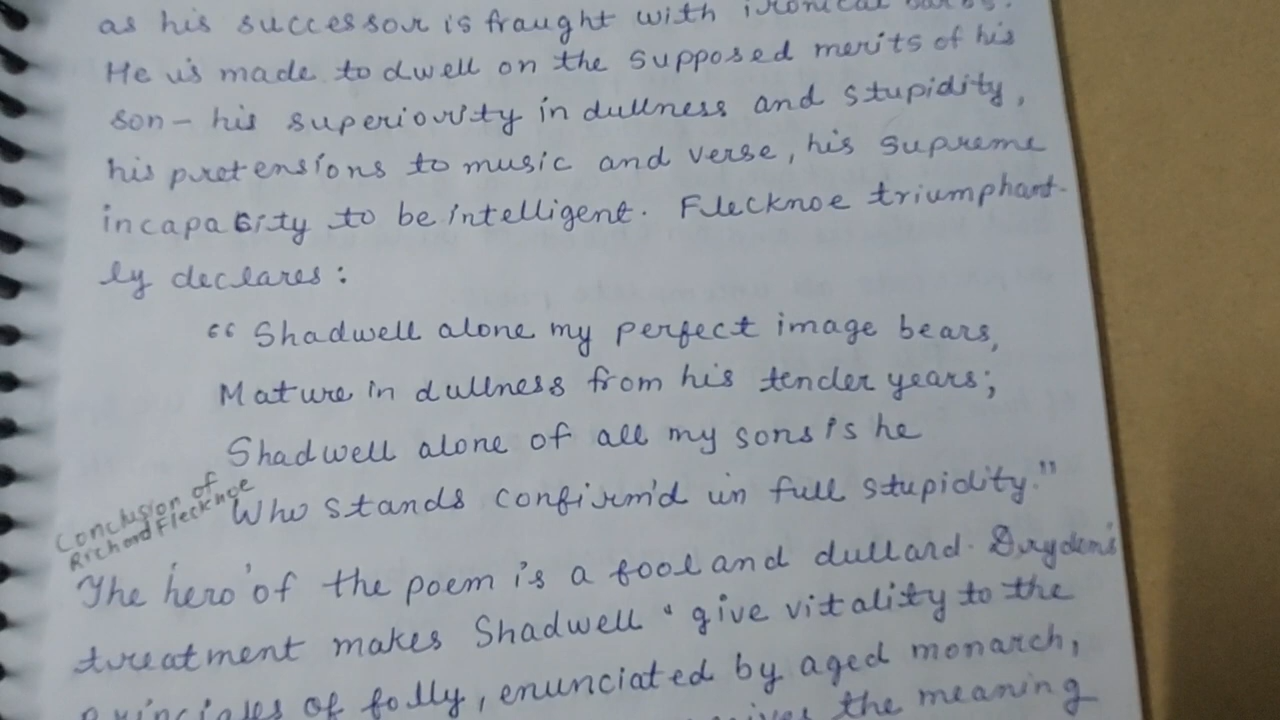 as his successor is fraught with ironical barbs.
He is made to dwell on the supposed merits of his
son - his superiority in dullness and stupidity,
his pretensions to music and verse, his supreme
incapacity to be intelligent. Flecknoe triumphant-
ly declares:
"Shadwell alone my perfect image bears,
Mature in dullness from his tender years;
Shadwell alone of all my sons is he
Who stands confirm'd in full stupidity."
Conclusion of
Richard Flecknoe
The hero of the poem is a fool and dullard. Dryden's
treatment makes Shadwell 'give vitality to the
principles of folly, enunciated by aged monarch,
the meaning